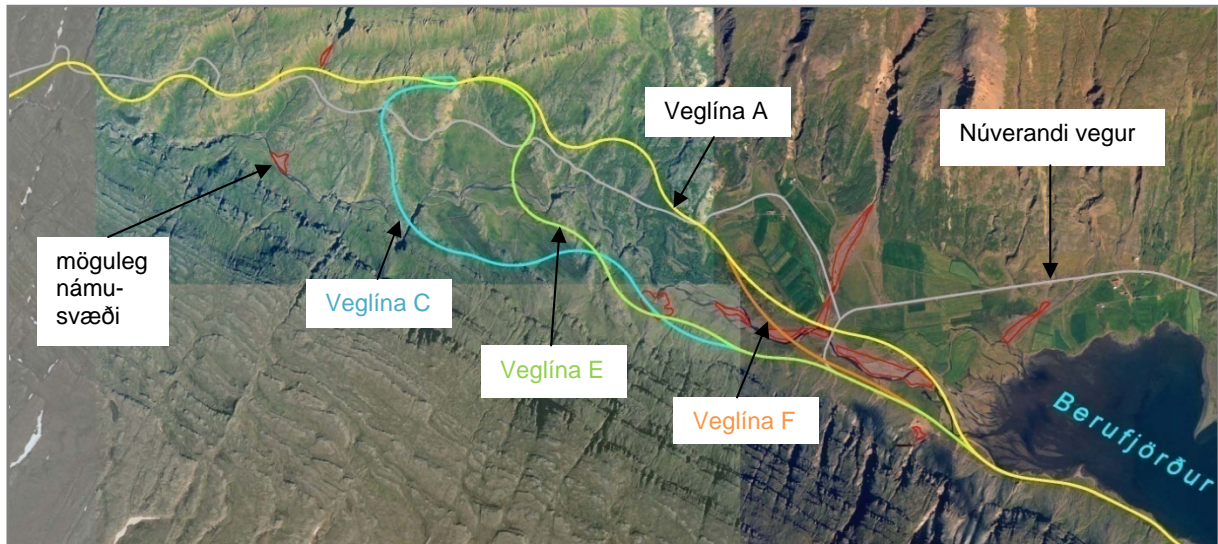 Veglína A
Núverandi vegur
möguleg
námu-
svæði
Veglína C
Veglína E
Veglína F
Berufjörður